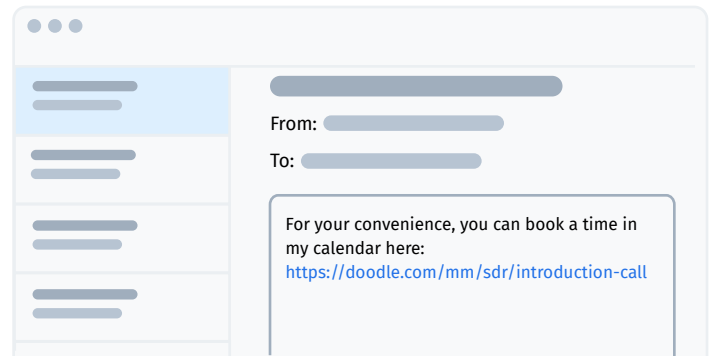 From:
To:
For your convenience, you can book a time in
my calendar here:
https://doodle.com/mm/sdr/introduction-call